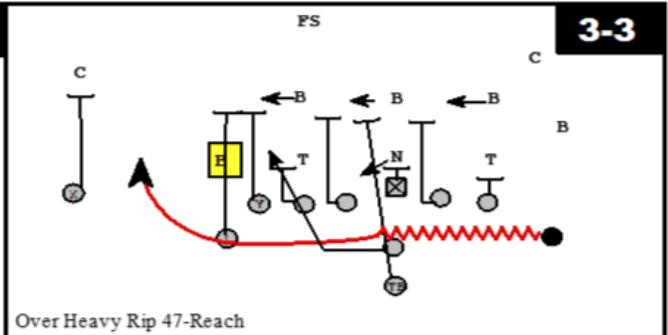 FS
3-3
C
C
B B B
B
B T N T
X Y
TB
Over Heavy Rip 47-Reach